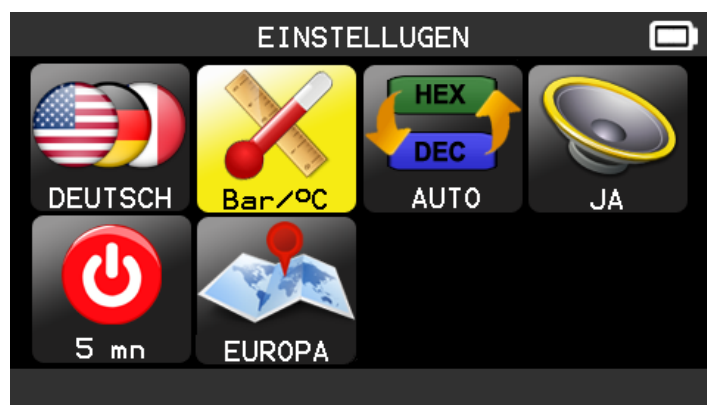 EINSTELLUGEN
DEUTSCH
Bar/ºC
HEX
DEC
AUTO
JA
5 mn
EUROPA